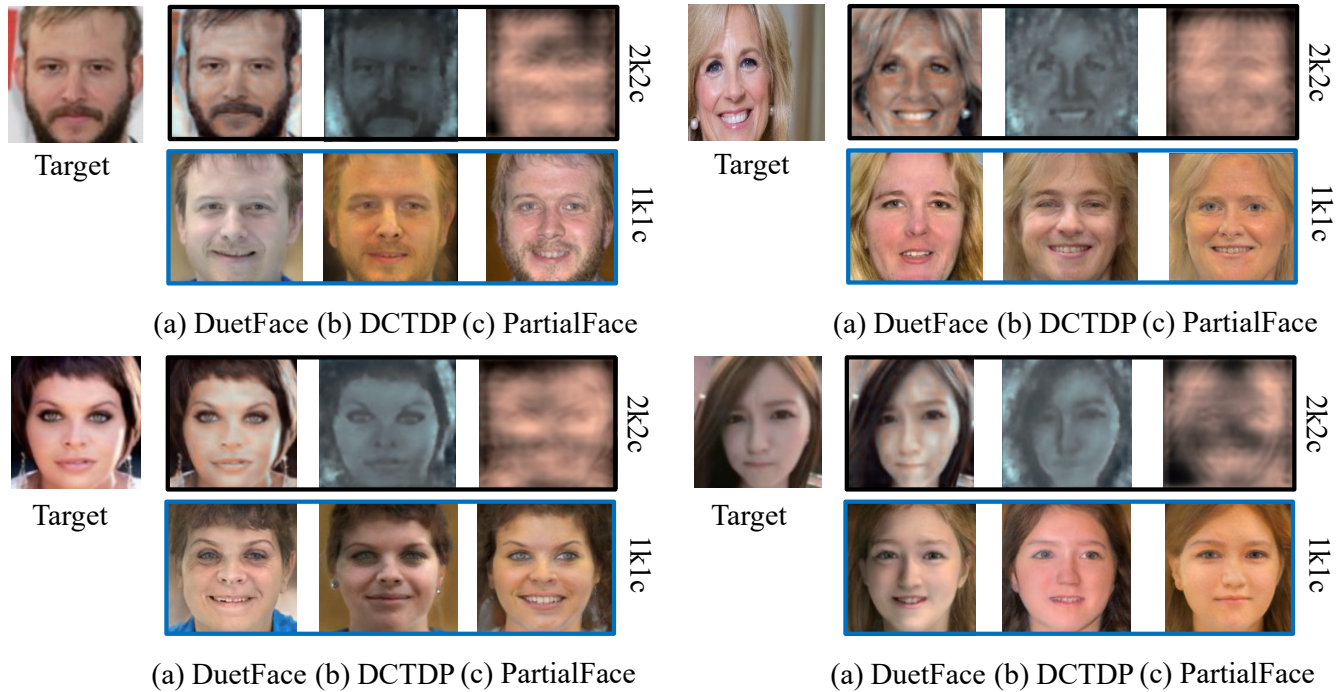 2k2c
Target
1k1c
(a) DuetFace (b) DCTDP (c) PartialFace
2k2c
Target
1k1c
(a) DuetFace (b) DCTDP (c) PartialFace
2k2c
Target
1k1c
(a) DuetFace (b) DCTDP (c) PartialFace
2k2c
Target
1k1c
(a) DuetFace (b) DCTDP (c) PartialFace